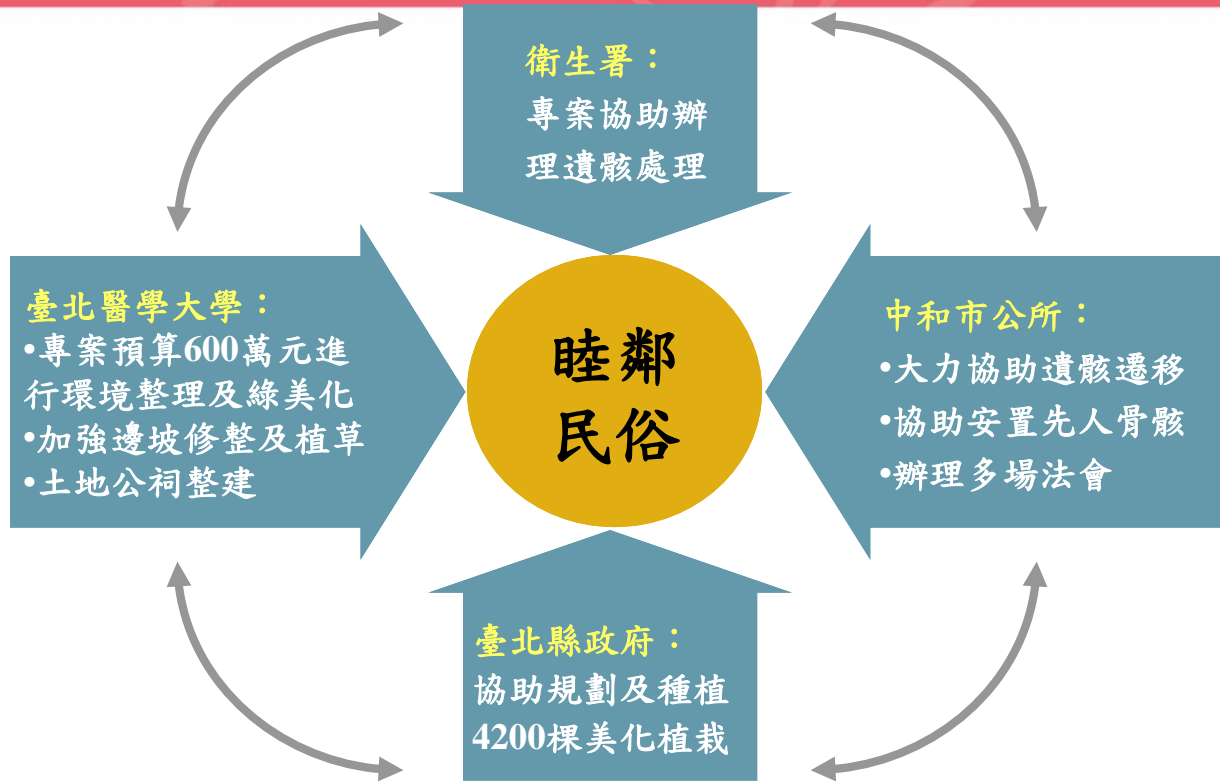 衛生署：
專案協助辦
理遺骸處理
臺北醫學大學：
•專案預算600萬元進
行環境整理及綠美化
•加強邊坡修整及植草
•土地公祠整建
睦鄰
民俗
中和市公所：
•大力協助遺骸遷移
•協助安置先人骨骸
•辦理多場法會
臺北縣政府：
協助規劃及種植
4200棵美化植栽